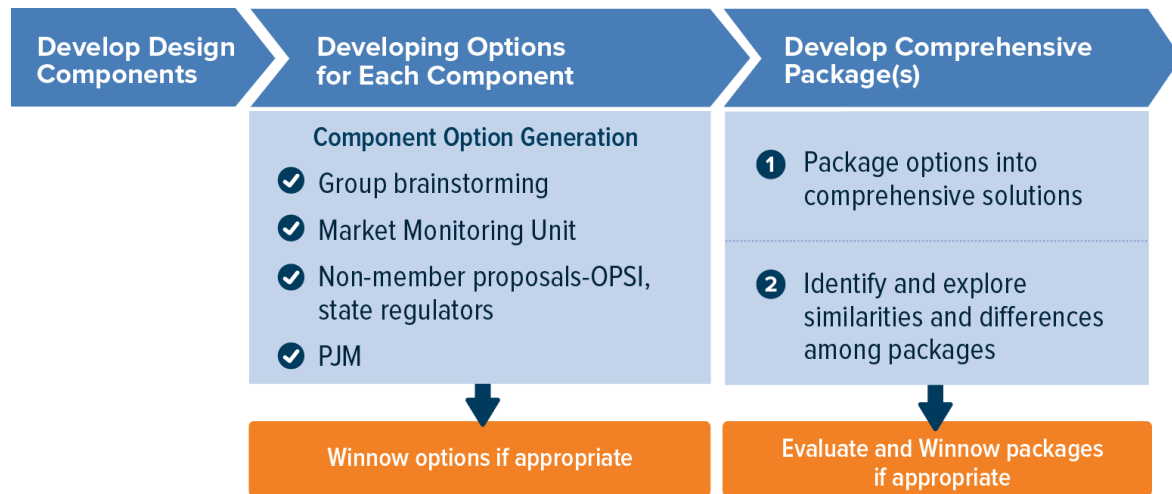 Develop Design
Components
Developing Options
for Each Component
Develop Comprehensive
Package(s)
Component Option Generation
Group brainstorming
Market Monitoring Unit
Non-member proposals-OPSI,
state regulators
PJM
Winnow options if appropriate
1 Package options into
comprehensive solutions
2 Identify and explore
similarities and differences
among packages
Evaluate and Winnow packages
if appropriate